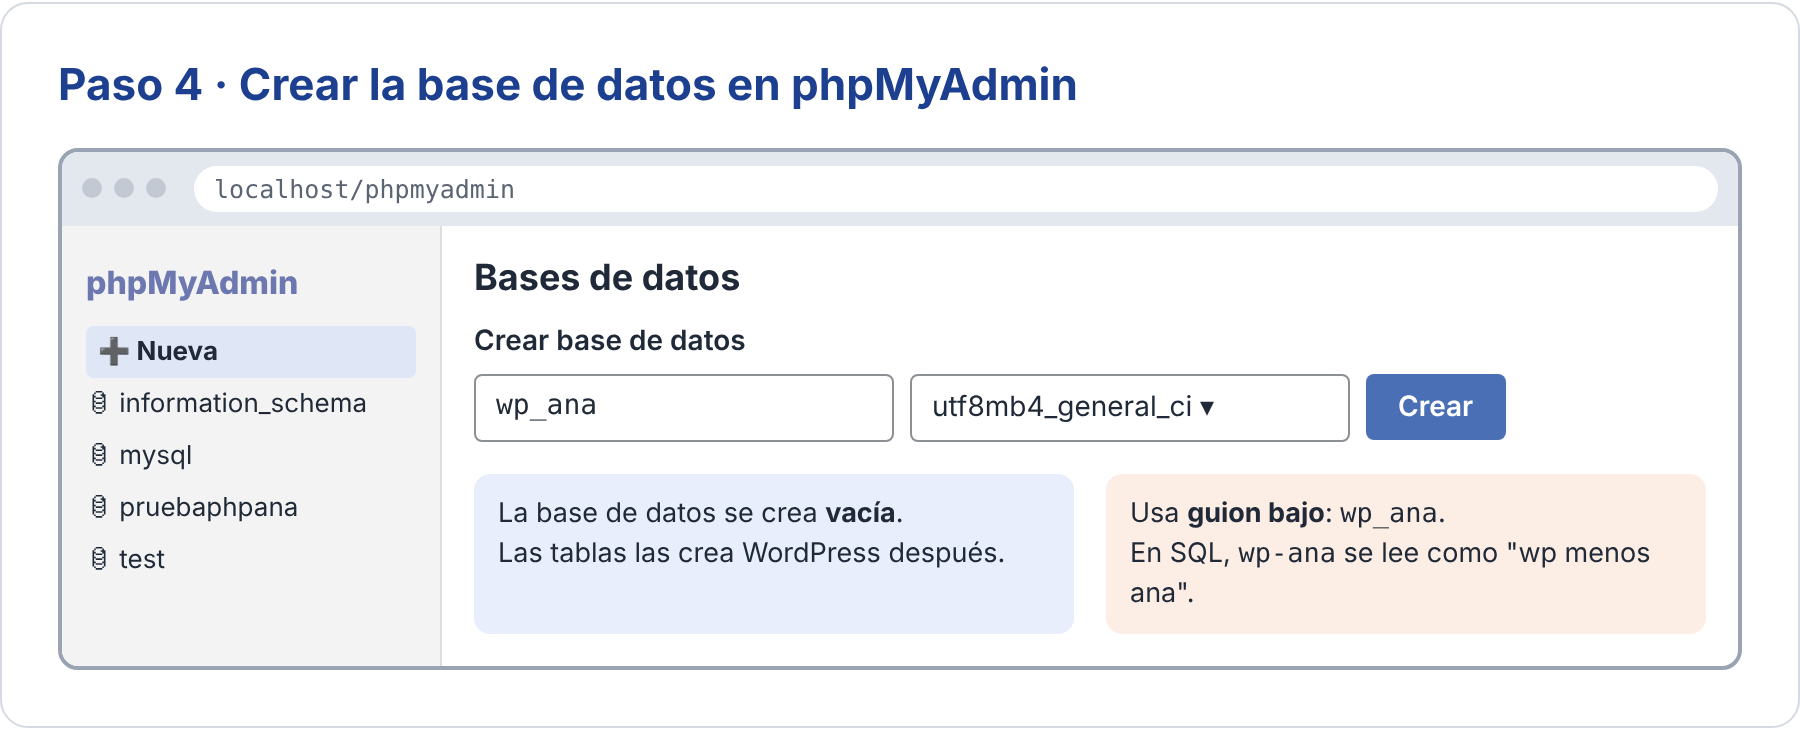 Paso 4 · Crear la base de datos en phpMyAdmin
localhost/phpmyadmin
phpMyAdmin
➕ Nueva
information_schema
mysql
pruebaphpana
test
Bases de datos
Crear base de datos
wp_ana
utf8mb4_general_ci ▾
Crear
La base de datos se crea vacía.
Las tablas las crea WordPress después.
Usa guion bajo: wp_ana.
En SQL, wp-ana se lee como "wp menos
ana".